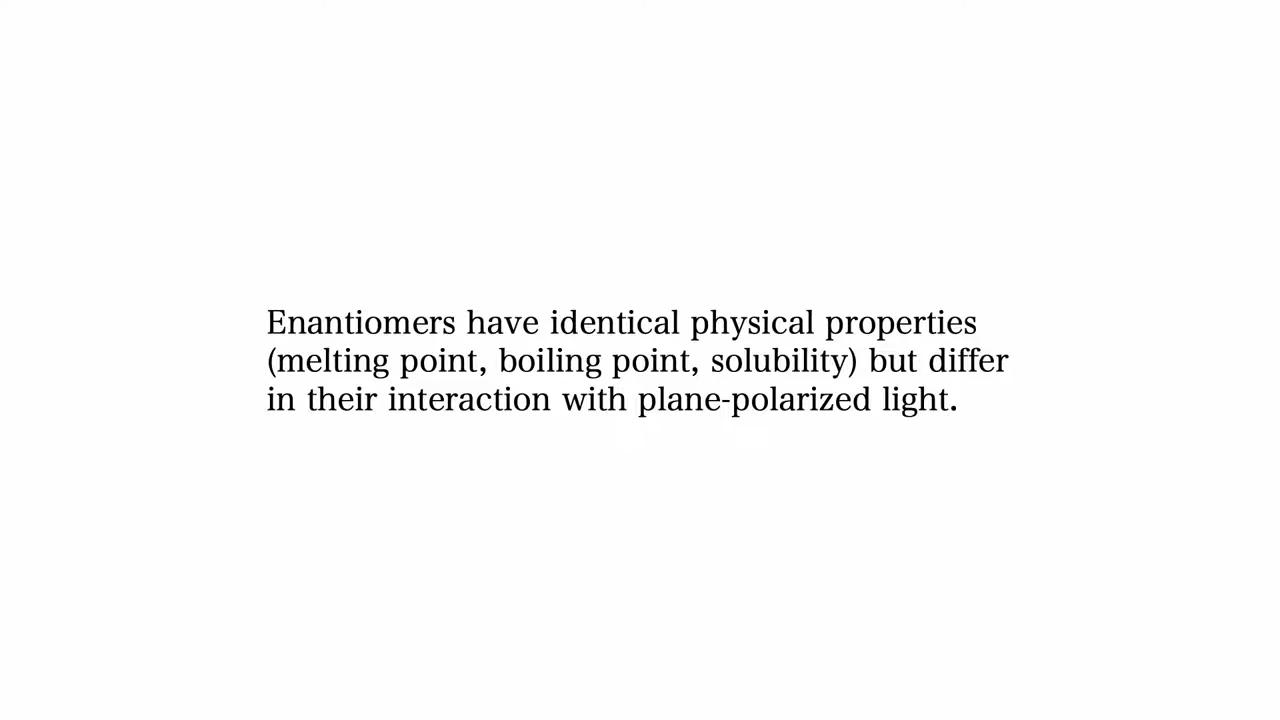 Enantiomers have identical physical properties
(melting point, boiling point, solubility) but differ
in their interaction with plane-polarized light.